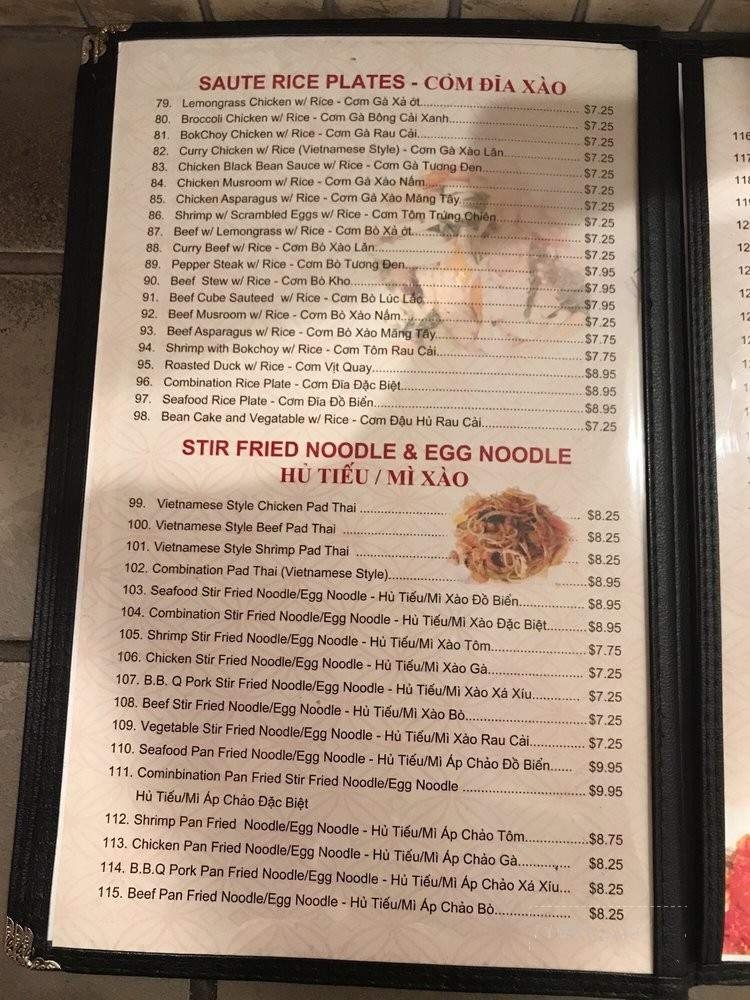 SAUTE RICE PLATES - CƠM ĐĨA XÀO
79. Lemongrass Chicken w/ Rice - Cơm Gà Xả ớt........ $7.25
80. Broccoli Chicken w/ Rice - Cơm Gà Bông Cải Xanh........ $7.25
81. BokChoy Chicken w/ Rice - Cơm Gà Rau Cải........ $7.25
82. Curry Chicken w/ Rice (Vietnamese Style) - Cơm Gà Xào Lăn........ $7.25
83. Chicken Black Bean Sauce w/ Rice - Cơm Gà Tương Đen........ $7.25
84. Chicken Musroom w/ Rice - Cơm Gà Xào Nấm........ $7.25
85. Chicken Asparagus w/ Rice - Cơm Gà Xào Măng Tây........ $7.25
86. Shrimp w/ Scrambled Eggs w/ Rice - Cơm Tôm Trứng Chiên........ $7.25
87. Beef w/ Lemongrass w/ Rice - Cơm Bò Xả ớt........ $7.25
88. Curry Beef w/ Rice - Cơm Bò Xào Lăn........ $7.25
89. Pepper Steak w/ Rice - Cơm Bò Tương Đen........ $7.95
90. Beef Stew w/ Rice - Cơm Bò Kho........ $7.95
91. Beef Cube Sauteed w/ Rice - Cơm Bò Lúc Lắc........ $7.95
92. Beef Musroom w/ Rice - Cơm Bò Xào Nấm........ $7.25
93. Beef Asparagus w/ Rice - Cơm Bò Xào Măng Tây........ $7.75
94. Shrimp with Bokchoy w/ Rice - Cơm Tôm Rau Cải........ $7.75
95. Roasted Duck w/ Rice - Cơm Vịt Quay........ $8.95
96. Combination Rice Plate - Cơm Đĩa Đặc Biệt........ $8.95
97. Seafood Rice Plate - Cơm Đĩa Đồ Biển........ $8.95
98. Bean Cake and Vegatable w/ Rice - Cơm Đậu Hủ Rau Cải........ $7.25
STIR FRIED NOODLE & EGG NOODLE
HỦ TIẾU / MÌ XÀO
99. Vietnamese Style Chicken Pad Thai ........ $8.25
100. Vietnamese Style Beef Pad Thai ........ $8.25
101. Vietnamese Style Shrimp Pad Thai ........ $8.25
102. Combination Pad Thai (Vietnamese Style)........ $8.95
103. Seafood Stir Fried Noodle/Egg Noodle - Hủ Tiếu/Mì Xào Đồ Biển........ $8.95
104. Combination Stir Fried Noodle/Egg Noodle - Hủ Tiếu/Mì Xào Đặc Biệt........ $8.95
105. Shrimp Stir Fried Noodle/Egg Noodle - Hủ Tiếu/Mì Xào Tôm........ $7.75
106. Chicken Stir Fried Noodle/Egg Noodle - Hủ Tiếu/Mì Xào Gà........ $7.25
107. B.B. Q Pork Stir Fried Noodle/Egg Noodle - Hủ Tiếu/Mì Xào Xá Xíu........ $7.25
108. Beef Stir Fried Noodle/Egg Noodle - Hủ Tiếu/Mì Xào Bò........ $7.25
109. Vegetable Stir Fried Noodle/Egg Noodle - Hủ Tiếu/Mì Xào Rau Cải........ $7.25
110. Seafood Pan Fried Noodle/Egg Noodle - Hủ Tiếu/Mì Áp Chảo Đồ Biển...... $9.95
111. Cominbination Pan Fried Stir Fried Noodle/Egg Noodle ........ $9.95
Hủ Tiếu/Mì Áp Chảo Đặc Biệt
112. Shrimp Pan Fried Noodle/Egg Noodle - Hủ Tiếu/Mì Áp Chảo Tôm........ $8.75
113. Chicken Pan Fried Noodle/Egg Noodle - Hủ Tiếu/Mì Áp Chảo Gà........ $8.25
114. B.B.Q Pork Pan Fried Noodle/Egg Noodle - Hủ Tiếu/Mì Áp Chảo Xá Xíu... $8.25
115. Beef Pan Fried Noodle/Egg Noodle - Hủ Tiếu/Mì Áp Chảo Bò........ $8.25
116
117
118
119